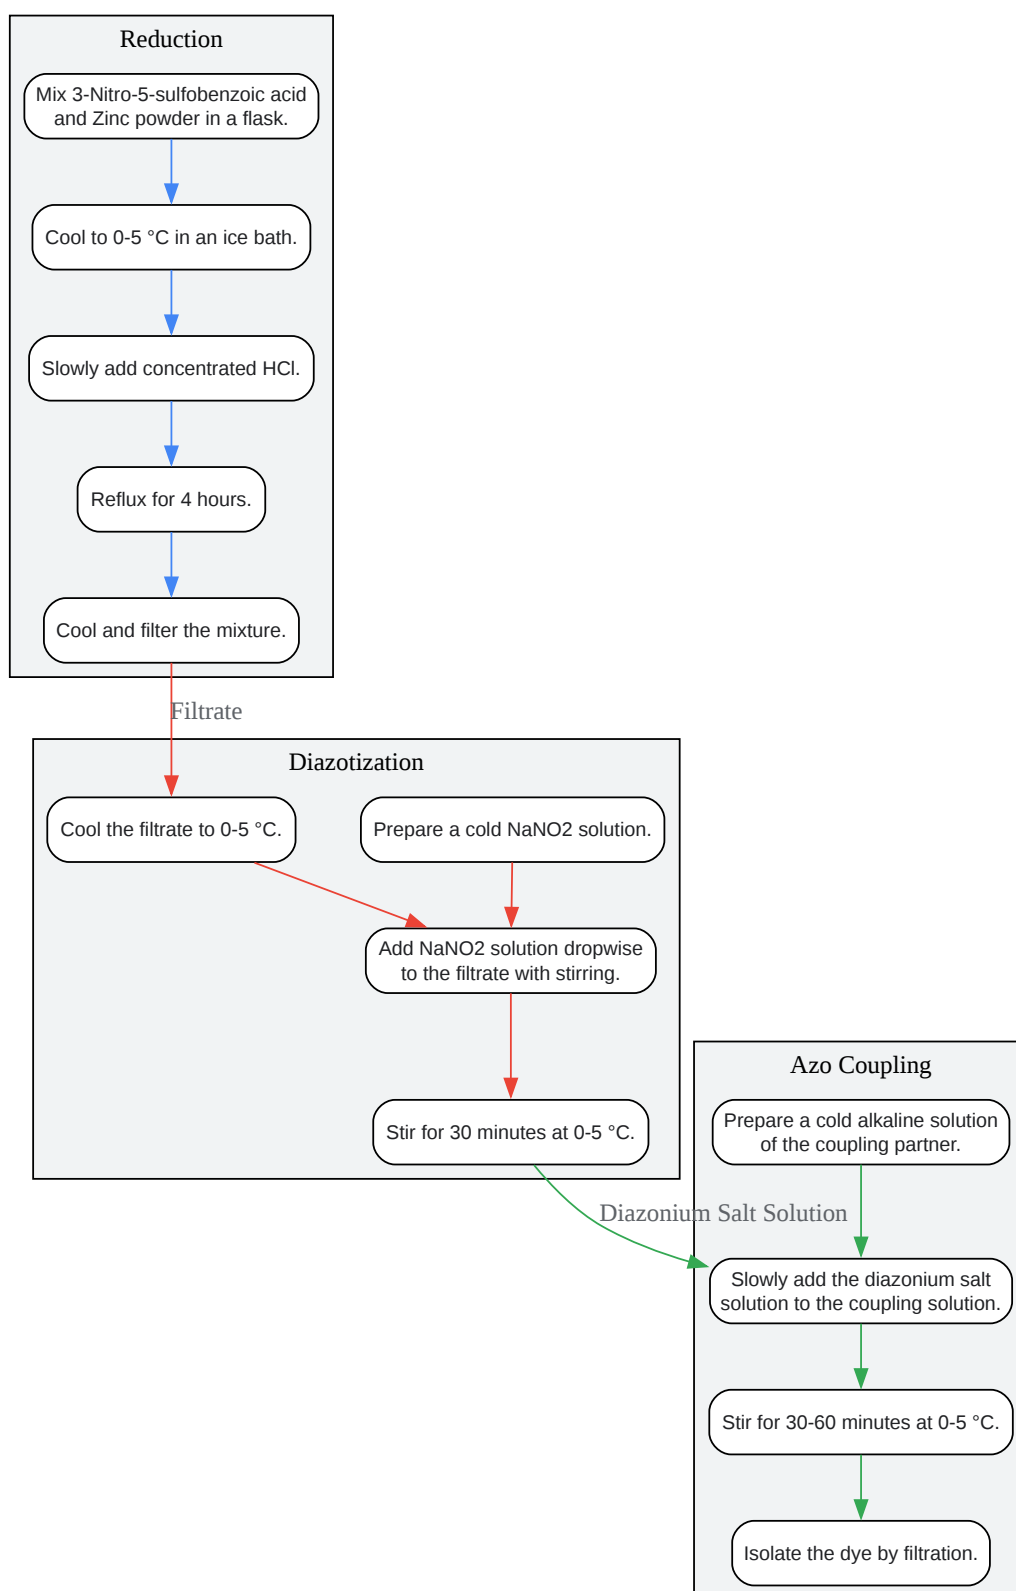 Reduction
Mix 3-Nitro-5-sulfobenzoic acid
and Zinc powder in a flask.
Cool to 0-5 °C in an ice bath.
Slowly add concentrated HCl.
Reflux for 4 hours.
Cool and filter the mixture.
Filtrate
Diazotization
Cool the filtrate to 0-5 °C.
Prepare a cold NaNO2 solution.
Add NaNO2 solution dropwise
to the filtrate with stirring.
Stir for 30 minutes at 0-5 °C.
Diazonium Salt Solution
Azo Coupling
Prepare a cold alkaline solution
of the coupling partner.
Slowly add the diazonium salt
solution to the coupling solution.
Stir for 30-60 minutes at 0-5 °C.
Isolate the dye by filtration.